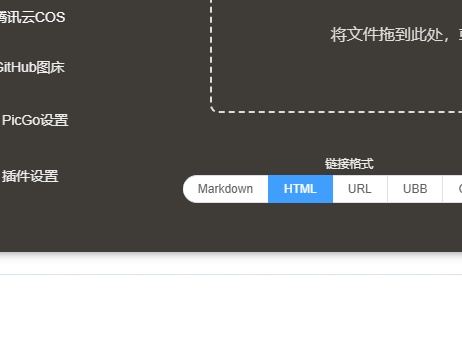 腾讯云COS
GitHub图床
PicGo设置
插件设置
将文件拖到此处,
链接格式
Markdown
HTML
URL
UBB